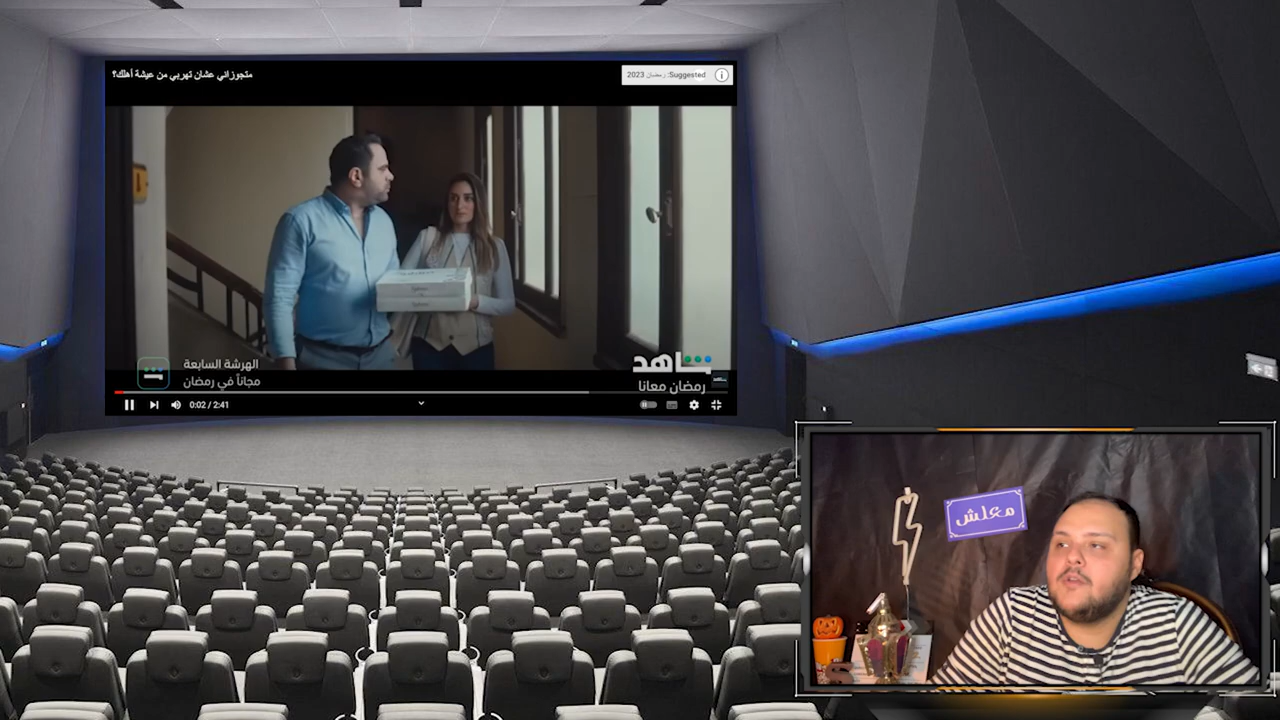 متجوزاني عشان تهربي من عيشة أهلك؟
Suggested: رمضان 2023
الهرشة السابعة
مجاناً في رمضان
شاهد
رمضان معانا
0:02 / 2:41
معلش